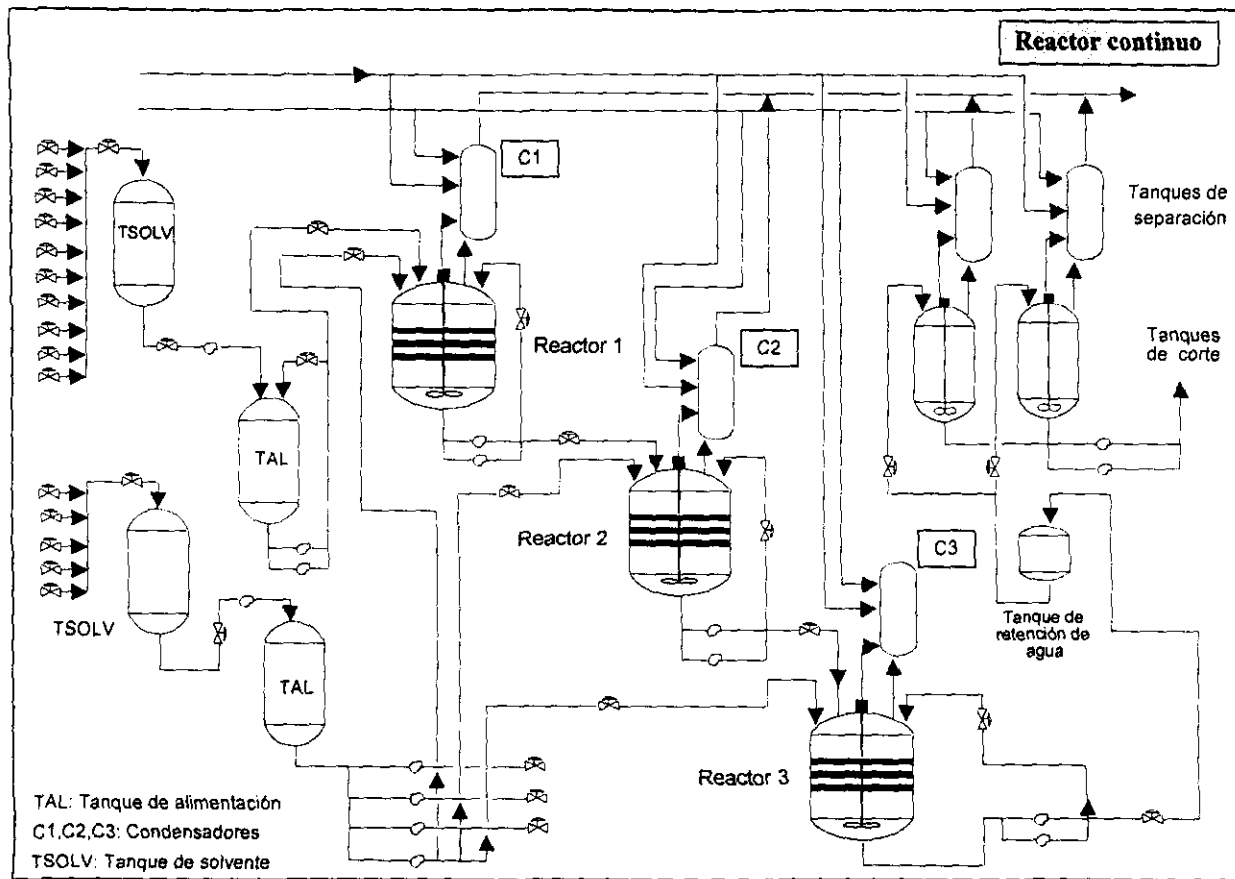 Reactor continuo
C1
TSOLV
Tanques de
separación
Reactor 1
C2
Tanques
de corte
TAL
Reactor 2
C3
TSOLV
Tanque de
retención de
agua
TAL
Reactor 3
TAL: Tanque de alimentación
C1,C2,C3: Condensadores
TSOLV: Tanque de solvente